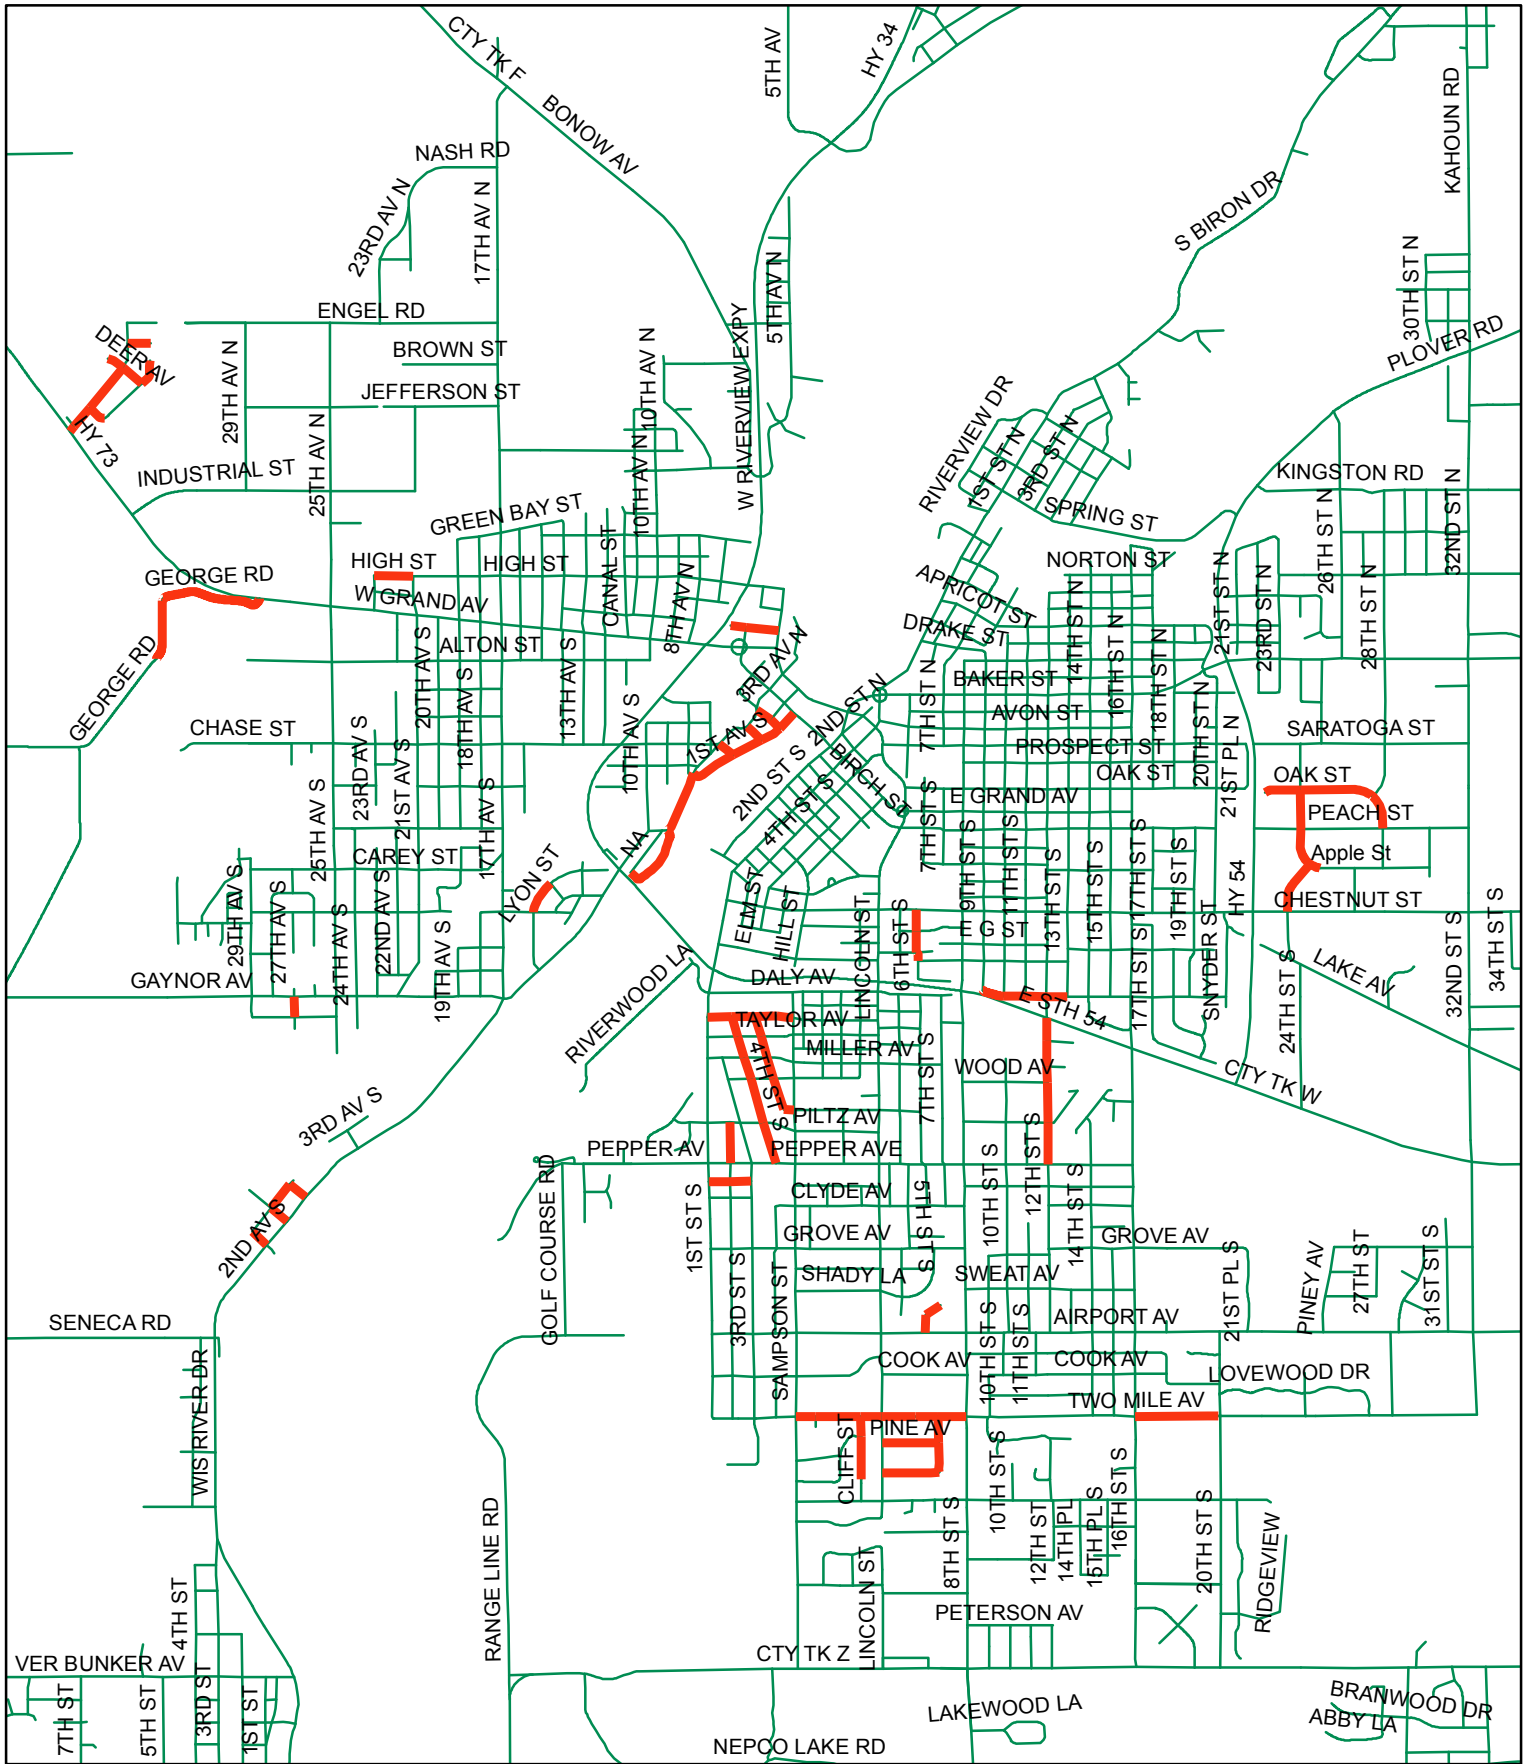 CTY TK F
5TH AV
HY 34
BONOW AV
KAHOUN RD
NASH RD
23RD AV N
17TH AV N
S BIRON DR
30TH ST N
ENGEL RD
5TH AV N
W RIVERVIEW EXPY
PLOVER RD
DEER AV
BROWN ST
29TH AV N
JEFFERSON ST
10TH AV N
RIVERVIEW DR
HY 73
25TH AV N
10TH AV N
1ST ST N
3RD ST N
INDUSTRIAL ST
KINGSTON RD
GREEN BAY ST
10TH AV N
SPRING ST
26TH ST N
32ND ST N
HIGH ST
HIGH ST
CANAL ST
NORTON ST
GEORGE RD
W GRAND AV
8TH AV N
APRICOT ST
14TH ST N
21ST ST N
23RD ST N
28TH ST N
DRAKE ST
ALTON ST
GEORGE RD
20TH AV S
18TH AV S
13TH AV S
3RD AV N
2ND ST N
7TH ST N
BAKER ST
16TH ST N
18TH ST N
20TH ST N
AVON ST
CHASE ST
23RD AV S
21ST AV S
10TH AV S
1ST AV S
PROSPECT ST
SARATOGA ST
2ND ST S
4TH ST S
BIRCH ST
OAK ST
21ST PL N
OAK ST
25TH AV S
17TH AV S
7TH ST S
E GRAND AV
PEACH ST
CAREY ST
NA
9TH ST S
11TH ST S
13TH ST S
15TH ST S
17TH ST S
19TH ST S
HY 54
Apple St
29TH AV S
27TH AV S
24TH AV S
22ND AV S
19TH AV S
LYON ST
ELM ST
HILL ST
LINCOLN ST
6TH ST S
E G ST
CHESTNUT ST
34TH ST S
32ND ST S
GAYNOR AV
RIVERWOOD LA
DALY AV
E STH 54
17TH ST S
SNYDER ST
24TH ST S
LAKE AV
TAYLOR AV
MILLER AV
4TH ST S
7TH ST S
WOOD AV
CTY TK W
3RD AV S
PILTZ AV
PEPPER AV
PEPPER AVE
10TH ST S
12TH ST S
14TH ST S
2ND AV S
GOLF COURSE RD
1ST ST S
CLYDE AV
5TH ST S
GROVE AV
GROVE AV
3RD ST S
SAMPSON ST
SHADY LA
SWEAT AV
21ST PL S
PINEY AV
27TH ST
31ST ST S
SENECA RD
AIRPORT AV
WIS RIVER DR
COOK AV
10TH ST S
11TH ST S
COOK AV
LOVEWOOD DR
TWO MILE AV
PINE AV
CLIFF ST
10TH ST S
16TH ST S
RANGE LINE RD
8TH ST S
12TH ST
14TH PL
15TH PL S
20TH ST S
RIDGEVIEW
4TH ST
LINCOLN ST
PETERSON AV
VER BUNKER AV
CTY TK Z
7TH ST
5TH ST
3RD ST
1ST ST
LAKEWOOD LA
BRANWOOD DR
ABBY LA
NEPCO LAKE RD